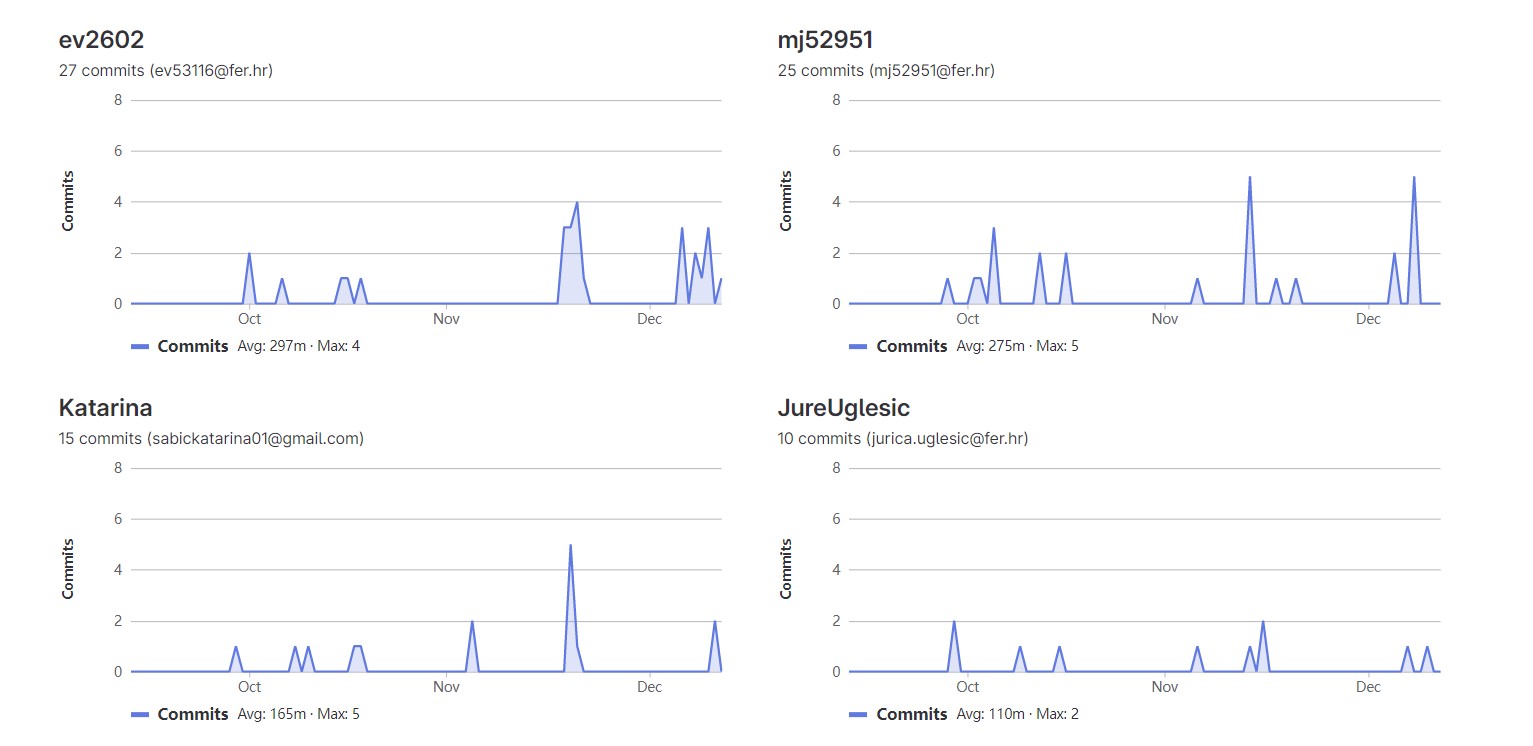 ev2602
27 commits (ev53116@fer.hr)
8
6
4
2
0
Commits
Oct Nov Dec
Commits Avg: 297m · Max: 4
mj52951
25 commits (mj52951@fer.hr)
8
6
4
2
0
Commits
Oct Nov Dec
Commits Avg: 275m · Max: 5
Katarina
15 commits (sabickatarina01@gmail.com)
8
6
4
2
0
Commits
Oct Nov Dec
Commits Avg: 165m · Max: 5
JureUglesic
10 commits (jurica.uglesic@fer.hr)
8
6
4
2
0
Commits
Oct Nov Dec
Commits Avg: 110m · Max: 2